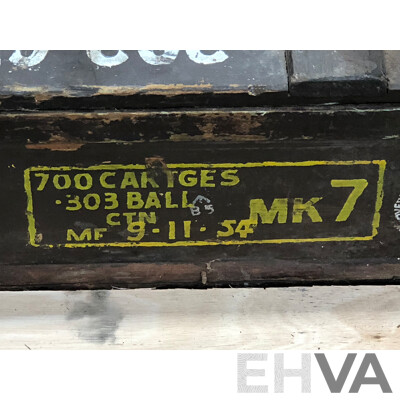 700 CARTGES
.303 BALL
CTN
MF 9-11-54
MK 7
EHVA